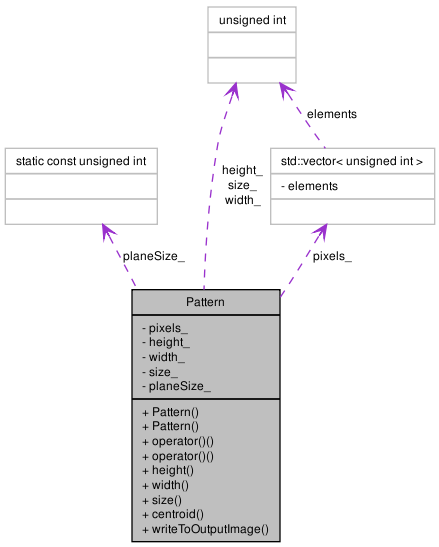 unsigned int
elements
static const unsigned int
std::vector< unsigned int >
- elements
height_
size_
width_
planeSize_
pixels_
Pattern
- pixels_
- height_
- width_
- size_
- planeSize_
+ Pattern()
+ Pattern()
+ operator()()
+ operator()()
+ height()
+ width()
+ size()
+ centroid()
+ writeToOutputImage()